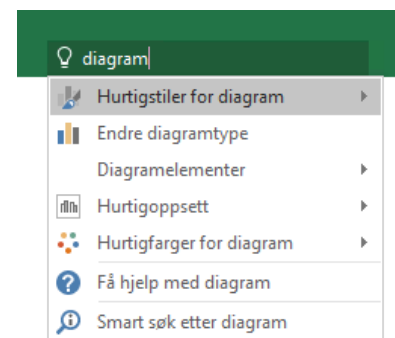 diagram
Hurtigstiler for diagram
Endre diagramtype
Diagramelementer
Hurtigoppsett
Hurtigfarger for diagram
Få hjelp med diagram
Smart søk etter diagram